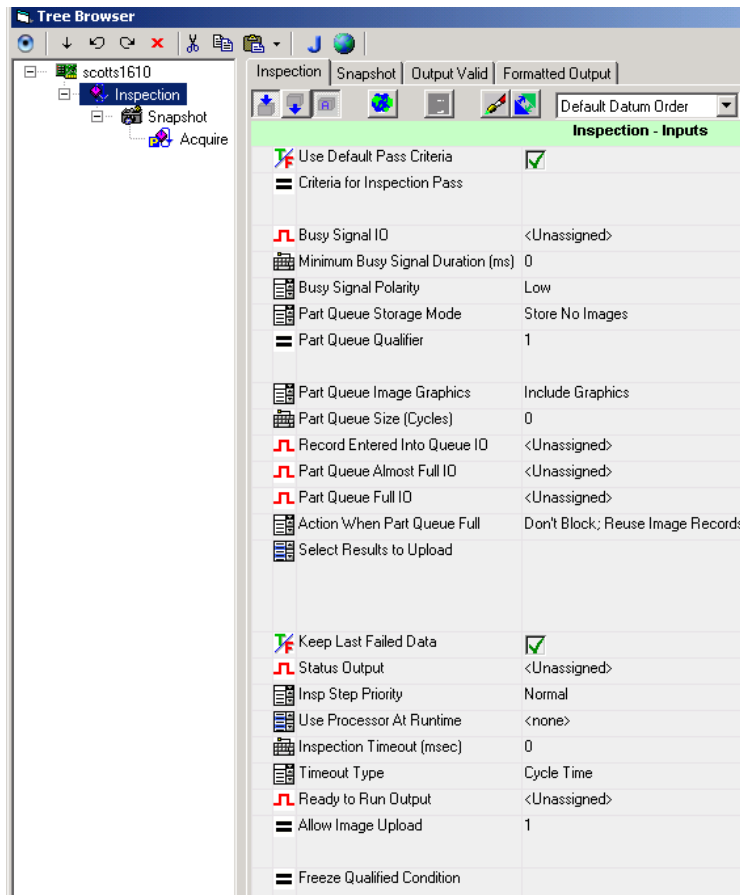 Tree Browser
scotts1610
Inspection
Snapshot
Acquire
Inspection Snapshot Output Valid Formatted Output
Default Datum Order
Inspection - Inputs
Use Default Pass Criteria
Criteria for Inspection Pass
Busy Signal IO <Unassigned>
Minimum Busy Signal Duration (ms) 0
Busy Signal Polarity Low
Part Queue Storage Mode Store No Images
Part Queue Qualifier 1
Part Queue Image Graphics Include Graphics
Part Queue Size (Cycles) 0
Record Entered Into Queue IO <Unassigned>
Part Queue Almost Full IO <Unassigned>
Part Queue Full IO <Unassigned>
Action When Part Queue Full Don't Block; Reuse Image Records
Select Results to Upload
Keep Last Failed Data
Status Output <Unassigned>
Insp Step Priority Normal
Use Processor At Runtime <none>
Inspection Timeout (msec) 0
Timeout Type Cycle Time
Ready to Run Output <Unassigned>
Allow Image Upload 1
Freeze Qualified Condition